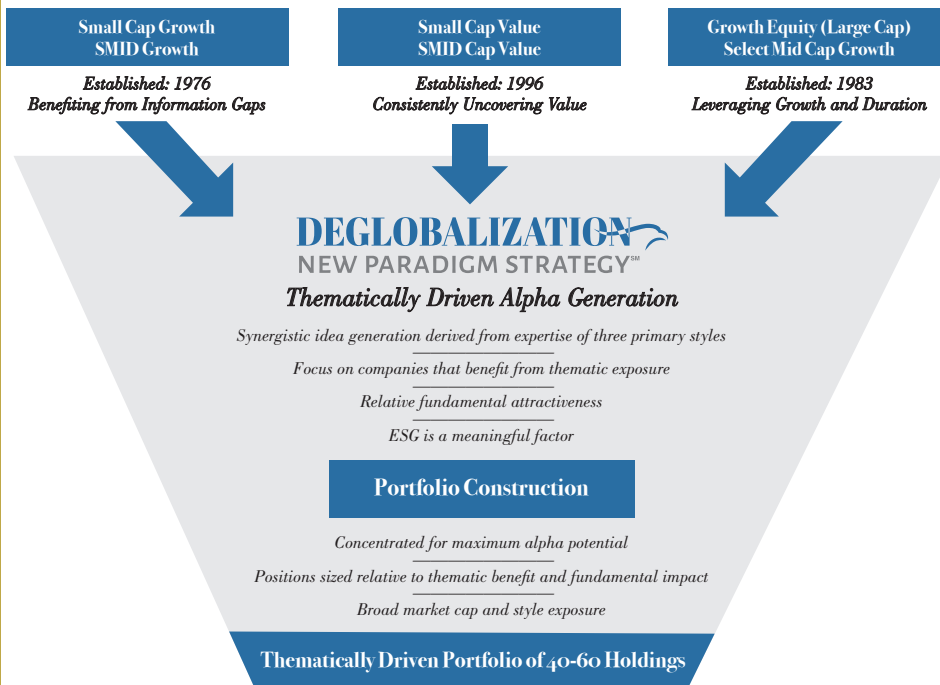 Small Cap Growth
SMID Growth
Established: 1976
Benefiting from Information Gaps
Small Cap Value
SMID Cap Value
Established: 1996
Consistently Uncovering Value
Growth Equity (Large Cap)
Select Mid Cap Growth
Established: 1983
Leveraging Growth and Duration
DEGLOBALIZATION
NEW PARADIGM STRATEGY℠
Thematically Driven Alpha Generation
Synergistic idea generation derived from expertise of three primary styles
Focus on companies that benefit from thematic exposure
Relative fundamental attractiveness
ESG is a meaningful factor
Portfolio Construction
Concentrated for maximum alpha potential
Positions sized relative to thematic benefit and fundamental impact
Broad market cap and style exposure
Thematically Driven Portfolio of 40-60 Holdings